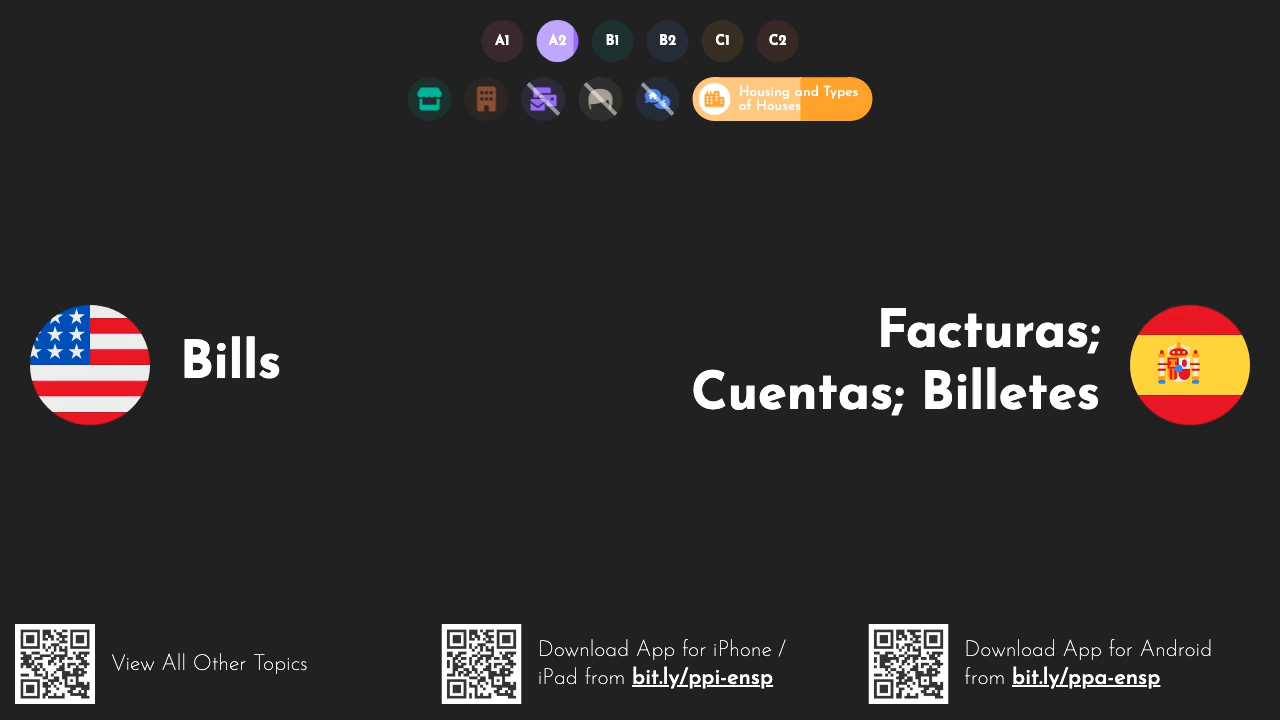 A1 A2 B1 B2 C1 C2
Housing and Types
of Houses
Bills
Facturas;
Cuentas; Billetes
View All Other Topics
Download App for iPhone /
iPad from bit.ly/ppi-ensp
Download App for Android
from bit.ly/ppa-ensp